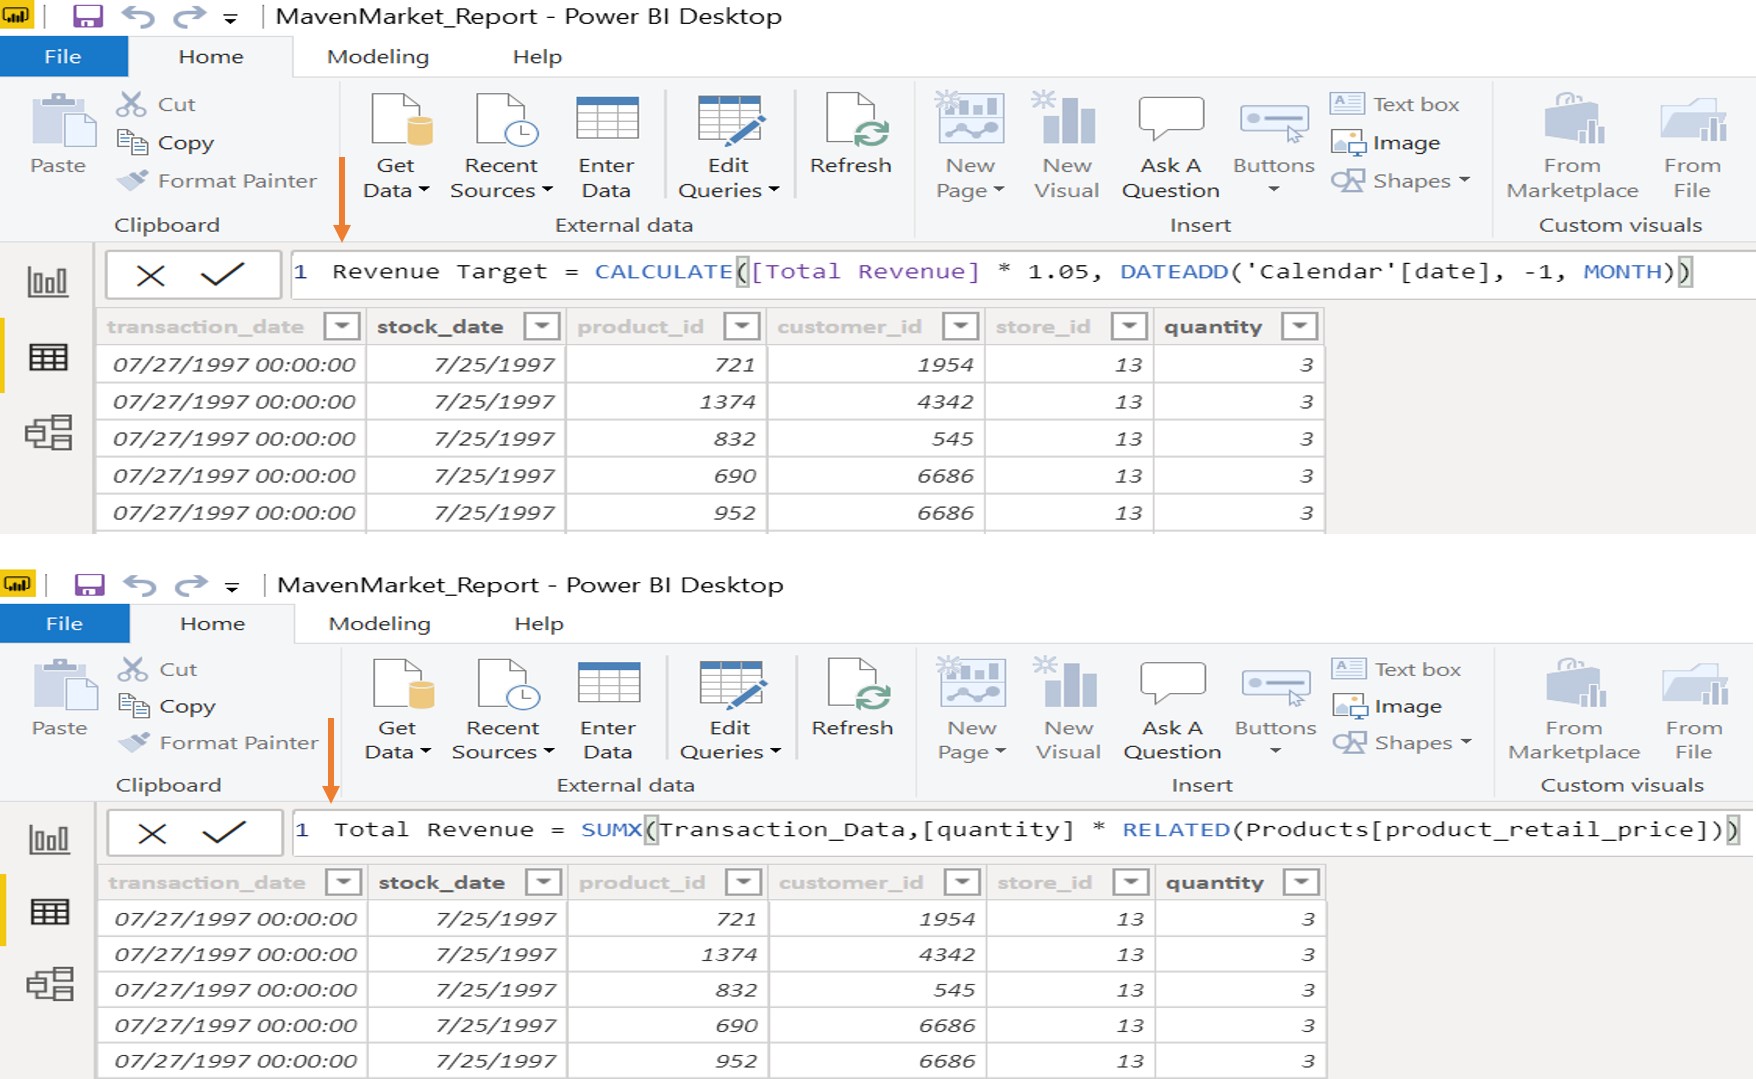 MavenMarket_Report - Power BI Desktop
File Home Modeling Help
Paste
Cut
Copy
Format Painter
Clipboard
Get Data
Recent Sources
Enter Data
Edit Queries
External data
Refresh
New Page
New Visual
Ask A Question
Buttons
Text box
Image
Shapes
Insert
From Marketplace
From File
Custom visuals
1 Revenue Target = CALCULATE([Total Revenue] * 1.05, DATEADD('Calendar'[date], -1, MONTH))
transaction_date stock_date product_id customer_id store_id quantity
07/27/1997 00:00:00 7/25/1997 721 1954 13 3
07/27/1997 00:00:00 7/25/1997 1374 4342 13 3
07/27/1997 00:00:00 7/25/1997 832 545 13 3
07/27/1997 00:00:00 7/25/1997 690 6686 13 3
07/27/1997 00:00:00 7/25/1997 952 6686 13 3
MavenMarket_Report - Power BI Desktop
File Home Modeling Help
Paste
Cut
Copy
Format Painter
Clipboard
Get Data
Recent Sources
Enter Data
Edit Queries
External data
Refresh
New Page
New Visual
Ask A Question
Buttons
Text box
Image
Shapes
Insert
From Marketplace
From File
Custom visuals
1 Total Revenue = SUMX(Transaction_Data,[quantity] * RELATED(Products[product_retail_price]))
transaction_date stock_date product_id customer_id store_id quantity
07/27/1997 00:00:00 7/25/1997 721 1954 13 3
07/27/1997 00:00:00 7/25/1997 1374 4342 13 3
07/27/1997 00:00:00 7/25/1997 832 545 13 3
07/27/1997 00:00:00 7/25/1997 690 6686 13 3
07/27/1997 00:00:00 7/25/1997 952 6686 13 3